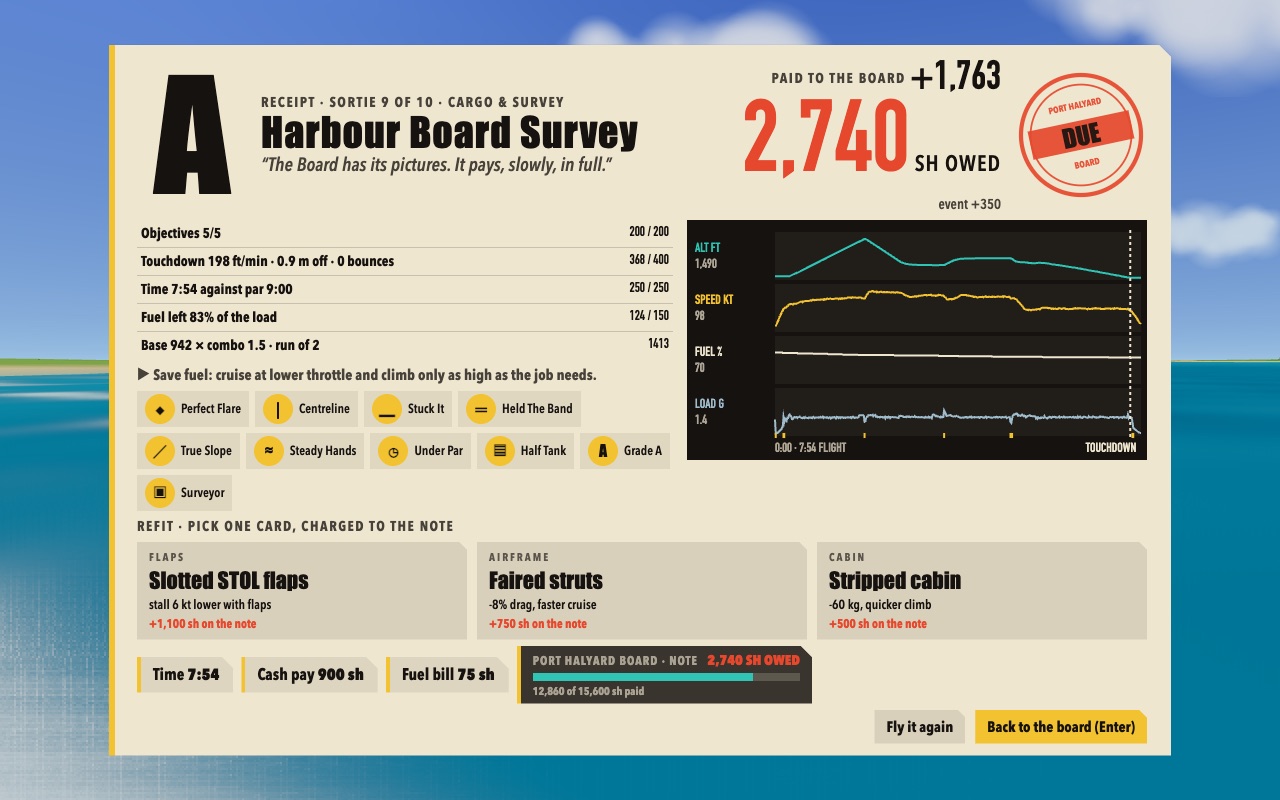 A
RECEIPT · SORTIE 9 OF 10 · CARGO & SURVEY
Harbour Board Survey
“The Board has its pictures. It pays, slowly, in full.”
PAID TO THE BOARD +1,763
2,740 SH OWED
event +350
PORT HALYARD
DUE
BOARD
Objectives 5/5 200 / 200
Touchdown 198 ft/min · 0.9 m off · 0 bounces 368 / 400
Time 7:54 against par 9:00 250 / 250
Fuel left 83% of the load 124 / 150
Base 942 × combo 1.5 · run of 2 1413
▶ Save fuel: cruise at lower throttle and climb only as high as the job needs.
Perfect Flare Centreline Stuck It Held The Band
True Slope Steady Hands Under Par Half Tank A Grade A
Surveyor
ALT FT
1,490
SPEED KT
98
FUEL %
70
LOAD G
1.4
0:00 · 7:54 FLIGHT TOUCHDOWN
REFIT · PICK ONE CARD, CHARGED TO THE NOTE
FLAPS
Slotted STOL flaps
stall 6 kt lower with flaps
+1,100 sh on the note
AIRFRAME
Faired struts
-8% drag, faster cruise
+750 sh on the note
CABIN
Stripped cabin
-60 kg, quicker climb
+500 sh on the note
Time 7:54
Cash pay 900 sh
Fuel bill 75 sh
PORT HALYARD BOARD · NOTE 2,740 SH OWED
12,860 of 15,600 sh paid
Fly it again
Back to the board (Enter)